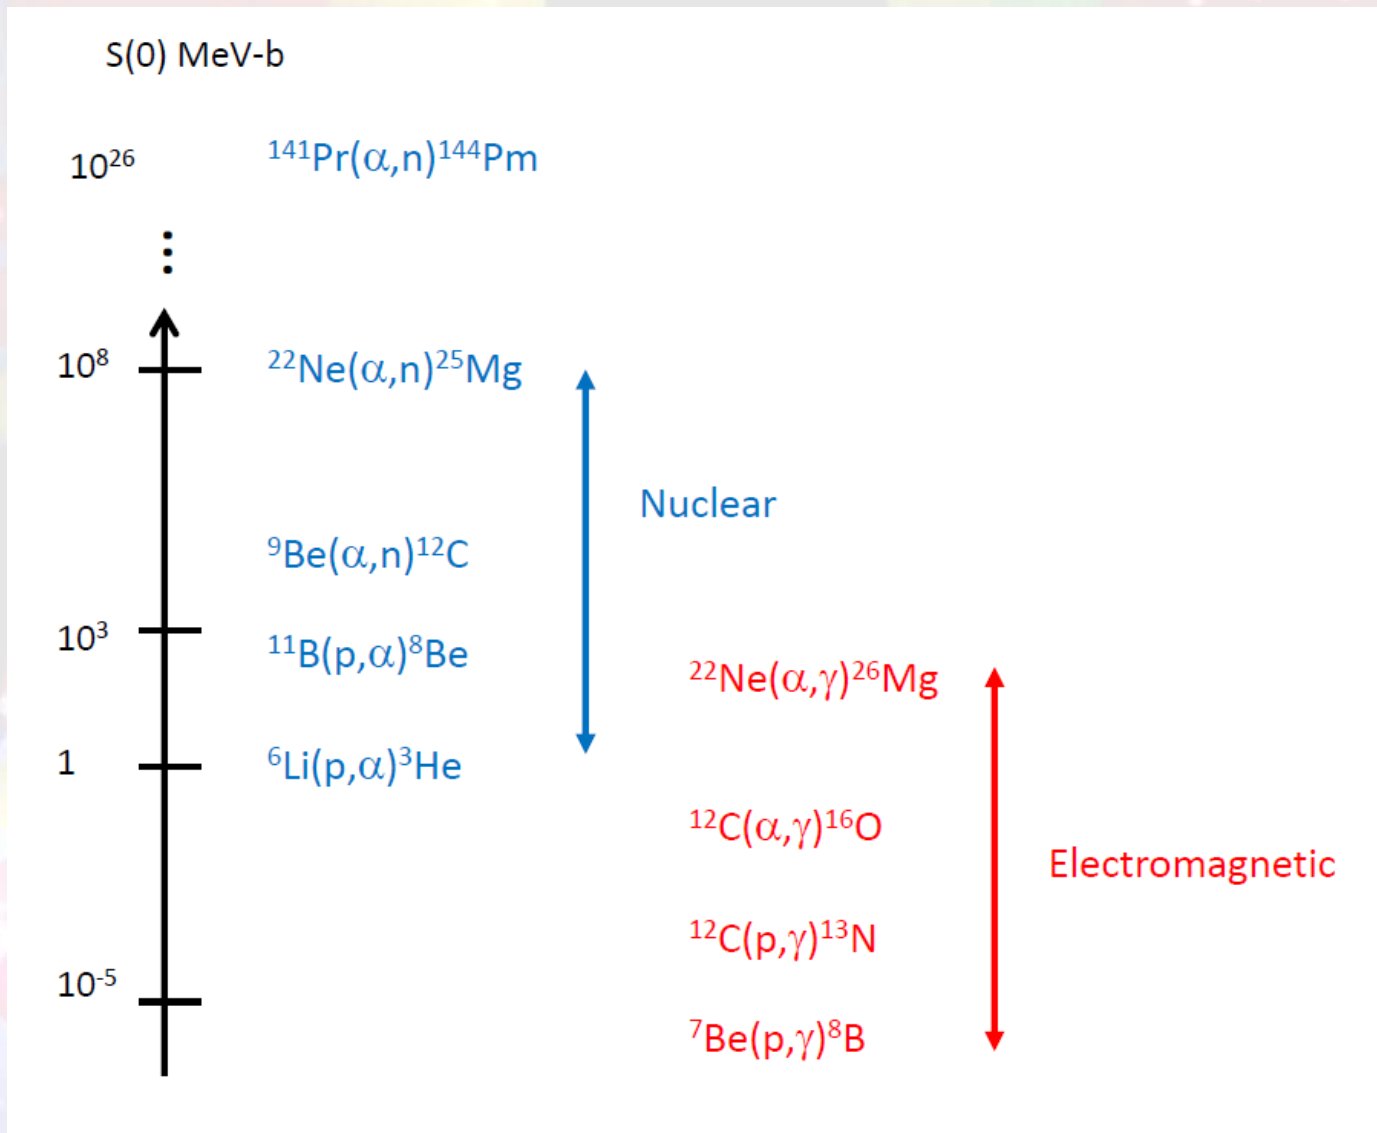 S(0) MeV-b
10²⁶ ¹⁴¹Pr(α,n)¹⁴⁴Pm
⋮
10⁸ ²²Ne(α,n)²⁵Mg
Nuclear
⁹Be(α,n)¹²C
10³ ¹¹B(p,α)⁸Be
²²Ne(α,γ)²⁶Mg
1 ⁶Li(p,α)³He
¹²C(α,γ)¹⁶O
Electromagnetic
¹²C(p,γ)¹³N
10⁻⁵
⁷Be(p,γ)⁸B